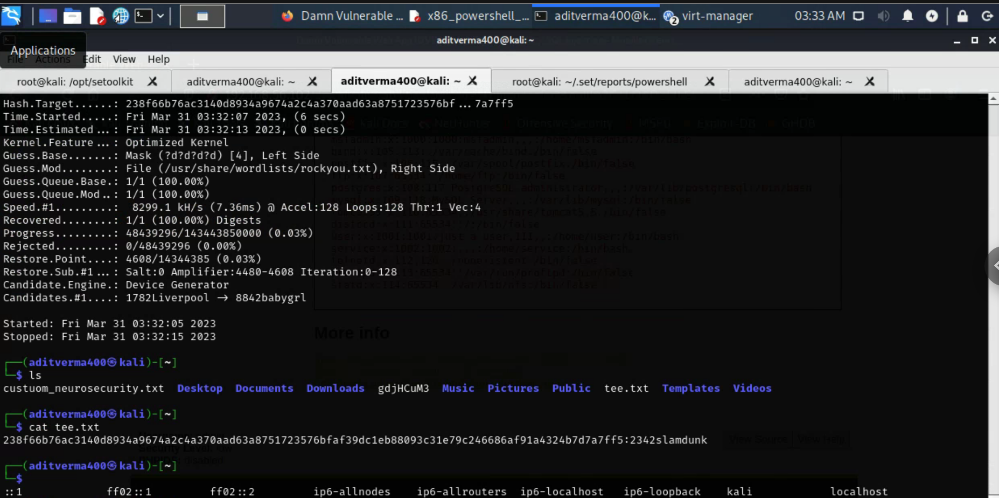 Damn Vulnerable ... x86_powershell_... aditverma400@k... 2 virt-manager 03:33 AM
aditverma400@kali: ~
Applications
File Actions Edit View Help
root@kali: /opt/setoolkit aditverma400@kali: ~ aditverma400@kali: ~ root@kali: ~/.set/reports/powershell aditverma400@kali: ~
Hash.Target......: 238f66b76ac3140d8934a9674a2c4a370aad63a8751723576bf...7a7ff5
Time.Started.....: Fri Mar 31 03:32:07 2023, (6 secs)
Time.Estimated...: Fri Mar 31 03:32:13 2023, (0 secs)
Kernel.Feature...: Optimized Kernel
Guess.Base.......: Mask (?d?d?d?d) [4], Left Side
Guess.Mod........: File (/usr/share/wordlists/rockyou.txt), Right Side
Guess.Queue.Base.: 1/1 (100.00%)
Guess.Queue.Mod..: 1/1 (100.00%)
Speed.#1.........:  8299.1 kH/s (7.36ms) @ Accel:128 Loops:128 Thr:1 Vec:4
Recovered........: 1/1 (100.00%) Digests
Progress.........: 48439296/143443850000 (0.03%)
Rejected.........: 0/48439296 (0.00%)
Restore.Point....: 4608/14344385 (0.03%)
Restore.Sub.#1...: Salt:0 Amplifier:4480-4608 Iteration:0-128
Candidate.Engine.: Device Generator
Candidates.#1....: 1782Liverpool → 8842babygrl
Started: Fri Mar 31 03:32:05 2023
Stopped: Fri Mar 31 03:32:15 2023
More info
┌──(aditverma400㉿kali)-[~]
└─$ ls
custuom_neurosecurity.txt Desktop Documents Downloads gdjHCuM3 Music Pictures Public tee.txt Templates Videos
┌──(aditverma400㉿kali)-[~]
└─$ cat tee.txt
238f66b76ac3140d8934a9674a2c4a370aad63a8751723576bfaf39dc1eb88093c31e79c246686af91a4324b7d7a7ff5:2342slamdunk
┌──(aditverma400㉿kali)-[~]
└─$
::1 ff02::1 ff02::2 ip6-allnodes ip6-allrouters ip6-localhost ip6-loopback kali localhost